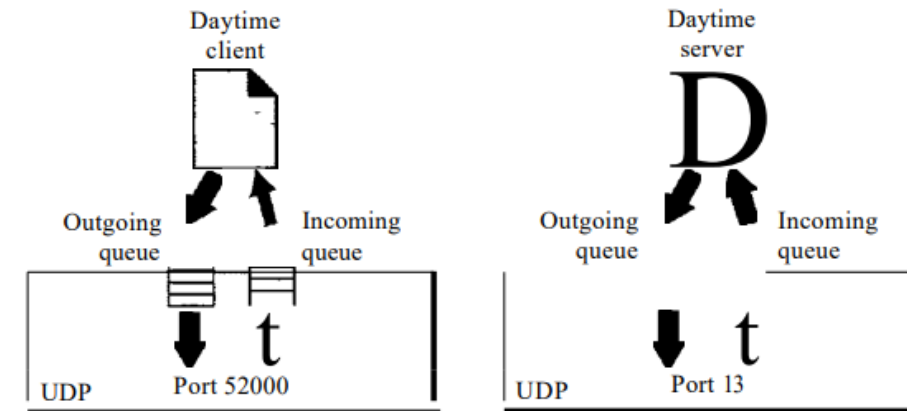 Daytime
client
Daytime
server
D
Outgoing
queue
Incoming
queue
Outgoing
queue
Incoming
queue
t
t
UDP
Port 52000
UDP
Port 13